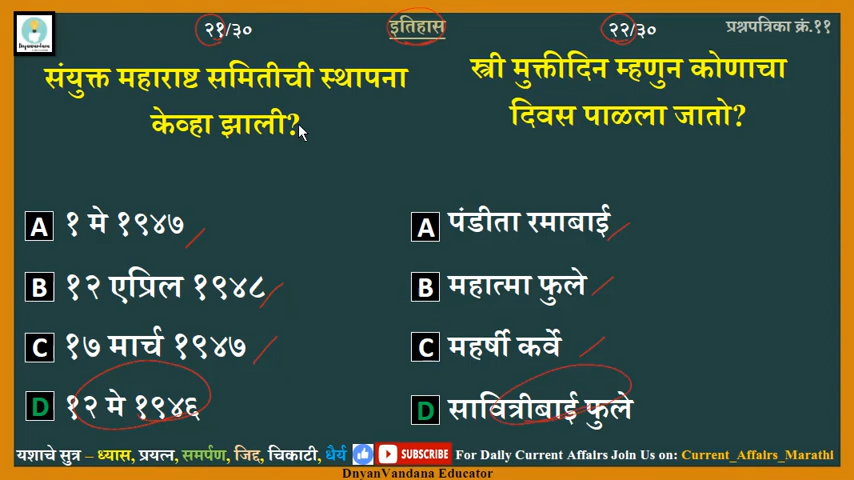 २१/३०
इतिहास
२२/३०
प्रश्नपत्रिका क्रं.११
संयुक्त महाराष्ट समितीची स्थापना
केव्हा झाली?
A १ मे १९४७
B १२ एप्रिल १९४८
C १७ मार्च १९४७
D १२ मे १९४६
स्त्री मुक्तीदिन म्हणुन कोणाचा
दिवस पाळला जातो?
A पंडीता रमाबाई
B महात्मा फुले
C महर्षी कर्वे
D सावित्रीबाई फुले
यशाचे सुत्र – ध्यास, प्रयत्न, समर्पण, जिद्द, चिकाटी, धैर्य SUBSCRIBE For Daily Current Affairs Join Us on: Current_Affairs_Marathi
DnyanVandana Educator